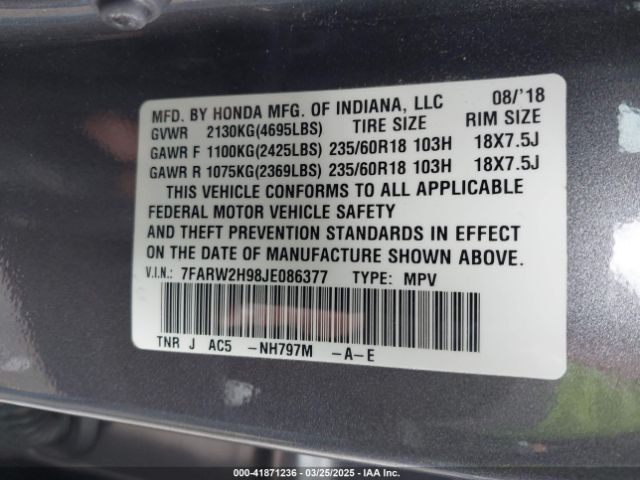 MFD. BY HONDA MFG. OF INDIANA, LLC 08/'18
GVWR 2130KG(4695LBS) TIRE SIZE RIM SIZE
GAWR F 1100KG(2425LBS) 235/60R18 103H 18X7.5J
GAWR R 1075KG(2369LBS) 235/60R18 103H 18X7.5J
THIS VEHICLE CONFORMS TO ALL APPLICABLE
FEDERAL MOTOR VEHICLE SAFETY
AND THEFT PREVENTION STANDARDS IN EFFECT
ON THE DATE OF MANUFACTURE SHOWN ABOVE.
V.I.N.: 7FARW2H98JE086377 TYPE: MPV
TNR J AC5 -NH797M -A-E
000-41871236 - 03/25/2025 - IAA Inc.